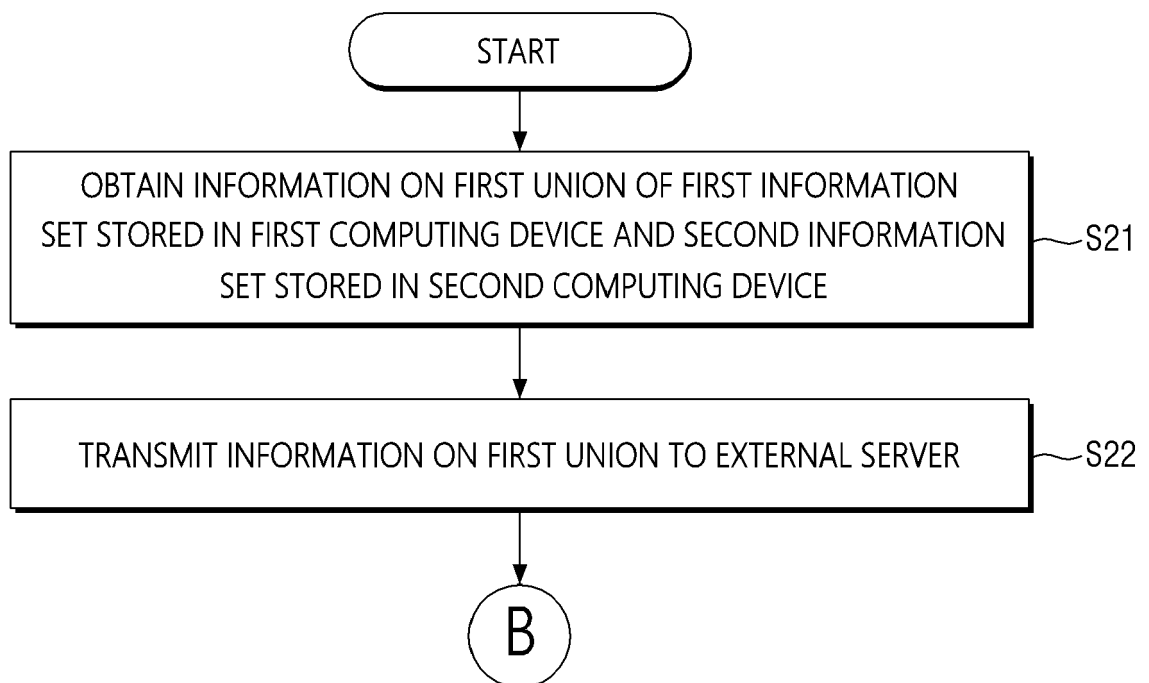 START
OBTAIN INFORMATION ON FIRST UNION OF FIRST INFORMATION
SET STORED IN FIRST COMPUTING DEVICE AND SECOND INFORMATION
SET STORED IN SECOND COMPUTING DEVICE
S21
TRANSMIT INFORMATION ON FIRST UNION TO EXTERNAL SERVER
S22
B